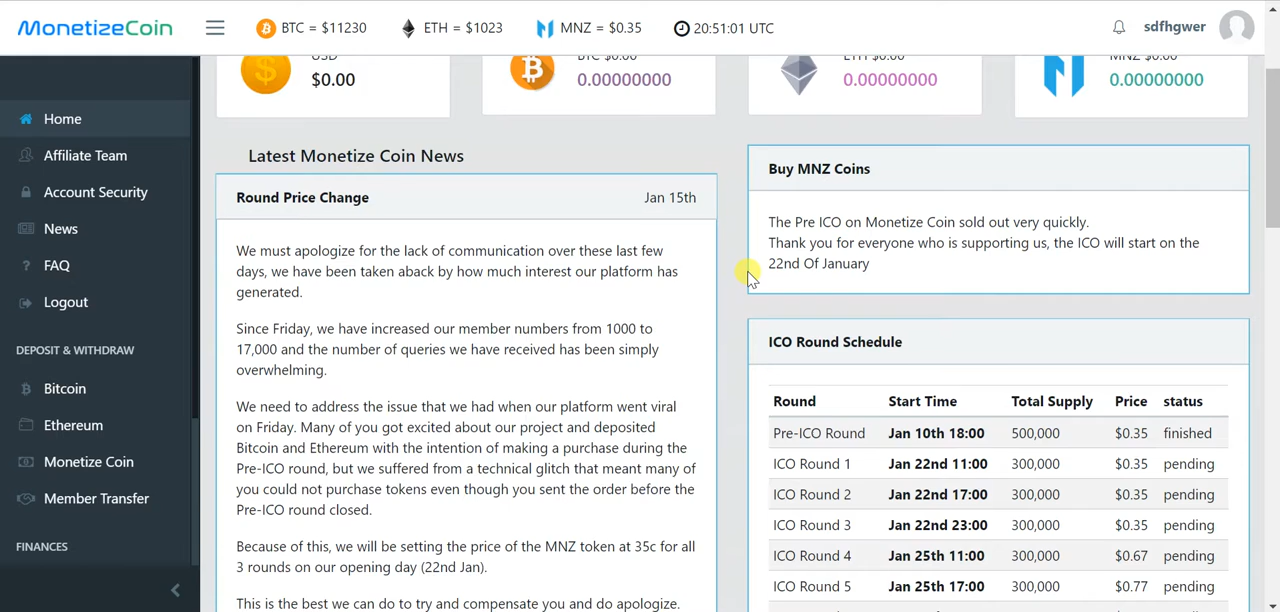 MonetizeCoin
BTC = $11230
ETH = $1023
MNZ = $0.35
20:51:01 UTC
sdfhgwer
USD
$0.00
BTC $0.00
0.00000000
ETH $0.00
0.00000000
MNZ $0.00
0.00000000
Home
Affiliate Team
Account Security
News
FAQ
Logout
DEPOSIT & WITHDRAW
Bitcoin
Ethereum
Monetize Coin
Member Transfer
FINANCES
Latest Monetize Coin News
Round Price Change Jan 15th
We must apologize for the lack of communication over these last few
days, we have been taken aback by how much interest our platform has
generated.
Since Friday, we have increased our member numbers from 1000 to
17,000 and the number of queries we have received has been simply
overwhelming.
We need to address the issue that we had when our platform went viral
on Friday. Many of you got excited about our project and deposited
Bitcoin and Ethereum with the intention of making a purchase during the
Pre-ICO round, but we suffered from a technical glitch that meant many of
you could not purchase tokens even though you sent the order before the
Pre-ICO round closed.
Because of this, we will be setting the price of the MNZ token at 35c for all
3 rounds on our opening day (22nd Jan).
This is the best we can do to try and compensate you and do apologize.
Buy MNZ Coins
The Pre ICO on Monetize Coin sold out very quickly.
Thank you for everyone who is supporting us, the ICO will start on the
22nd Of January
ICO Round Schedule
Round Start Time Total Supply Price status
Pre-ICO Round Jan 10th 18:00 500,000 $0.35 finished
ICO Round 1 Jan 22nd 11:00 300,000 $0.35 pending
ICO Round 2 Jan 22nd 17:00 300,000 $0.35 pending
ICO Round 3 Jan 22nd 23:00 300,000 $0.35 pending
ICO Round 4 Jan 25th 11:00 300,000 $0.67 pending
ICO Round 5 Jan 25th 17:00 300,000 $0.77 pending